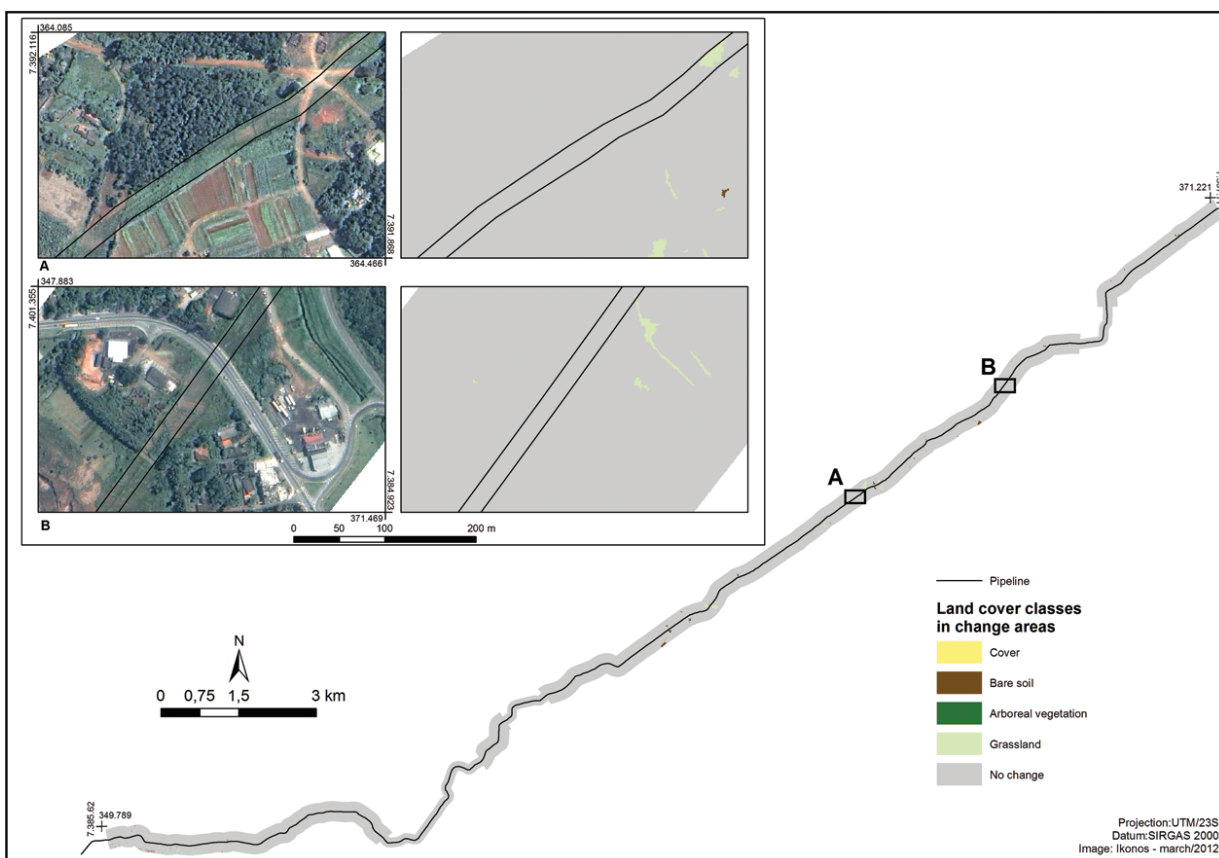 364.085
7.392.116
7.391.868
364.466
A
347.883
7.401.355
7.384.923
371.469
B
0 50 100 200 m
371.221
B
A
N
0 0,75 1,5 3 km
7.385.62
349.789
Pipeline
Land cover classes
in change areas
Cover
Bare soil
Arboreal vegetation
Grassland
No change
Projection:UTM/23S
Datum:SIRGAS 2000
Image: Ikonos - march/2012